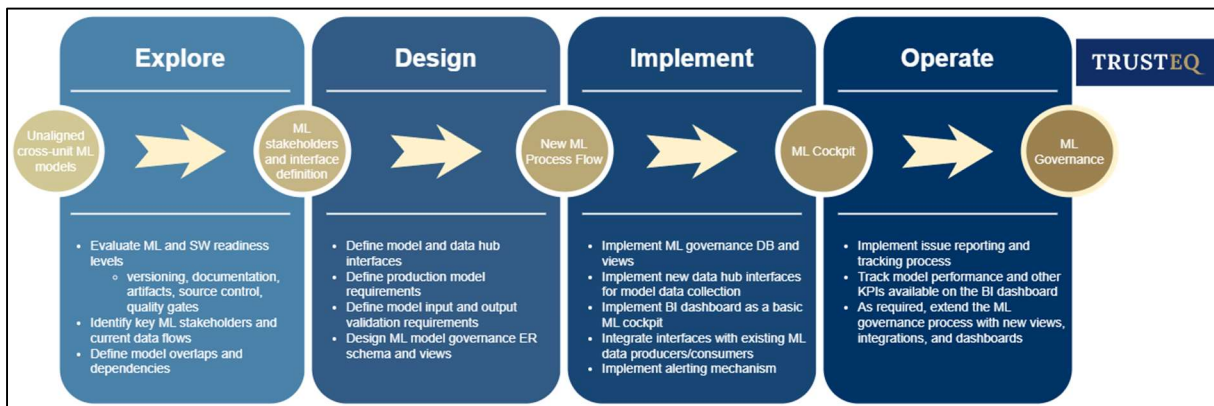 Explore
Design
Implement
Operate
TRUSTEQ
Unaligned
cross-unit ML
models
ML
stakeholders
and interface
definition
New ML
Process Flow
ML Cockpit
ML
Governance
• Evaluate ML and SW readiness
levels
○ versioning, documentation,
artifacts, source control,
quality gates
• Identify key ML stakeholders and
current data flows
• Define model overlaps and
dependencies
• Define model and data hub
interfaces
• Define production model
requirements
• Define model input and output
validation requirements
• Design ML model governance ER
schema and views
• Implement ML governance DB and
views
• Implement new data hub interfaces
for model data collection
• Implement BI dashboard as a basic
ML cockpit
• Integrate interfaces with existing ML
data producers/consumers
• Implement alerting mechanism
• Implement issue reporting and
tracking process
• Track model performance and other
KPIs available on the BI dashboard
• As required, extend the ML
governance process with new views,
integrations, and dashboards